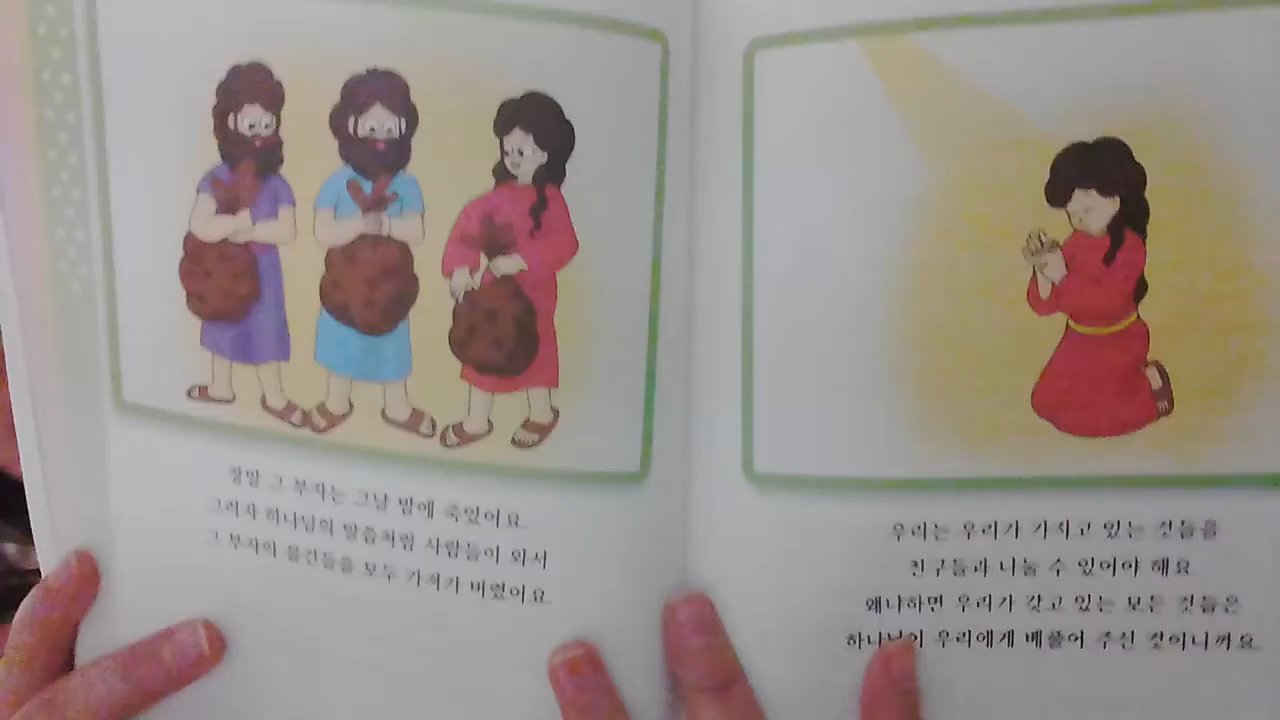 정말 그 부자는 그날 밤에 죽었어요.
그러자 하나님의 말씀처럼 사람들이 와서
그 부자의 물건들을 모두 가져가 버렸어요.
우리는 우리가 가지고 있는 것들을
친구들과 나눌 수 있어야 해요
왜냐하면 우리가 갖고 있는 모든 것들은
하나님이 우리에게 베풀어 주신 것이니까요.